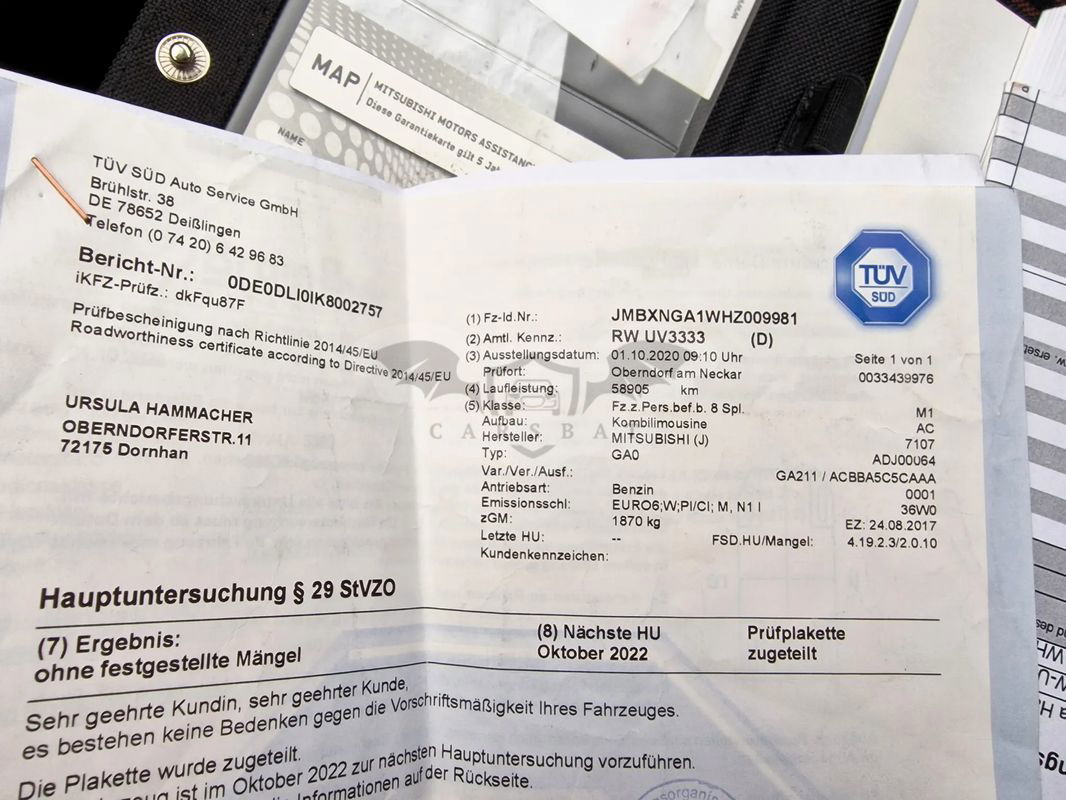 MAP
MITSUBISHI MOTORS ASSISTANC
Diese Garantiekarte gilt 5 Jah
NAME
TÜV SÜD Auto Service GmbH
Brühlstr. 38
DE 78652 Deißlingen
Telefon (0 74 20) 6 42 96 83
Bericht-Nr.: 0DE0DLI0IK8002757
iKFZ-Prüfz.: dkFqu87F
Prüfbescheinigung nach Richtlinie 2014/45/EU
Roadworthiness certificate according to Directive 2014/45/EU
URSULA HAMMACHER
OBERNDORFERSTR.11
72175 Dornhan
TÜV
SÜD
(1) Fz-Id.Nr.: JMBXNGA1WHZ009981
(2) Amtl. Kennz.: RW UV3333 (D)
(3) Ausstellungsdatum: 01.10.2020 09:10 Uhr Seite 1 von 1
Prüfort: Oberndorf am Neckar 0033439976
(4) Laufleistung: 58905 km
(5) Klasse: Fz.z.Pers.bef.b. 8 Spl. M1
Aufbau: Kombilimousine AC
Hersteller: MITSUBISHI (J) 7107
Typ: GA0 ADJ00064
Var./Ver./Ausf.: GA211 / ACBBA5C5CAAA
Antriebsart: Benzin 0001
Emissionsschl: EURO6;W;PI/CI; M, N1 I 36W0
zGM: 1870 kg EZ: 24.08.2017
Letzte HU: -- FSD.HU/Mangel: 4.19.2.3/2.0.10
Kundenkennzeichen:
CARSBAT
Hauptuntersuchung § 29 StVZO
(7) Ergebnis: (8) Nächste HU Prüfplakette
ohne festgestellte Mängel Oktober 2022 zugeteilt
Sehr geehrte Kundin, sehr geehrter Kunde,
es bestehen keine Bedenken gegen die Vorschriftsmäßigkeit Ihres Fahrzeuges.
Die Plakette wurde zugeteilt.
ist im Oktober 2022 zur nächsten Hauptuntersuchung vorzuführen.
Informationen auf der Rückseite.